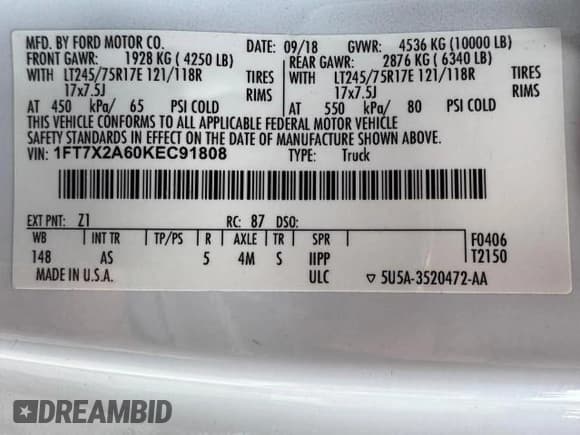 MFD. BY FORD MOTOR CO. DATE: 09/18 GVWR: 4536 KG (10000 LB)
FRONT GAWR: 1928 KG (4250 LB) REAR GAWR: 2876 KG (6340 LB)
WITH LT245/75R17E 121/118R TIRES WITH LT245/75R17E 121/118R TIRES
17x7.5J RIMS 17x7.5J RIMS
AT 450 kPa/ 65 PSI COLD AT 550 kPa/ 80 PSI COLD
THIS VEHICLE CONFORMS TO ALL APPLICABLE FEDERAL MOTOR VEHICLE
SAFETY STANDARDS IN EFFECT ON THE DATE OF MANUFACTURE SHOWN ABOVE.
VIN: 1FT7X2A60KEC91808 TYPE: Truck
EXT PNT: Z1 RC: 87 DSO:
WB INT TR TP/PS R AXLE TR SPR F0406
148 AS 5 4M S IIPP T2150
MADE IN U.S.A. ULC ▽ 5U5A-3520472-AA
DREAMBID